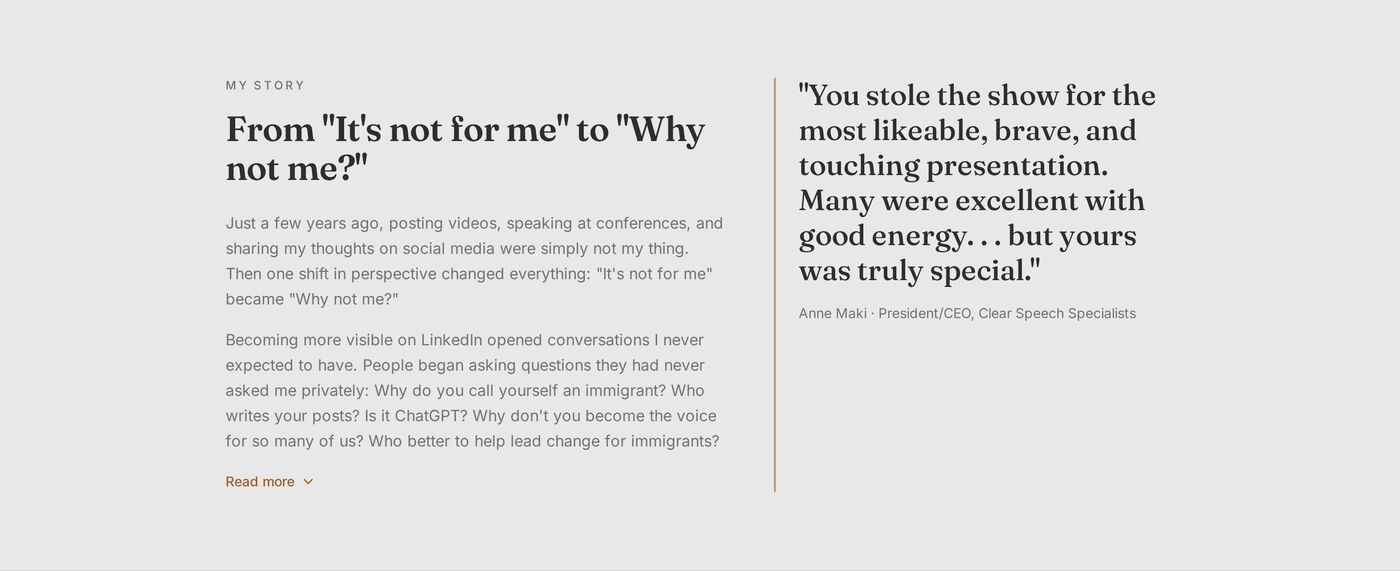 MY STORY
From "It's not for me" to "Why
not me?"
Just a few years ago, posting videos, speaking at conferences, and
sharing my thoughts on social media were simply not my thing.
Then one shift in perspective changed everything: "It's not for me"
became "Why not me?"
Becoming more visible on LinkedIn opened conversations I never
expected to have. People began asking questions they had never
asked me privately: Why do you call yourself an immigrant? Who
writes your posts? Is it ChatGPT? Why don't you become the voice
for so many of us? Who better to help lead change for immigrants?
Read more
"You stole the show for the
most likeable, brave, and
touching presentation.
Many were excellent with
good energy. . . but yours
was truly special."
Anne Maki · President/CEO, Clear Speech Specialists